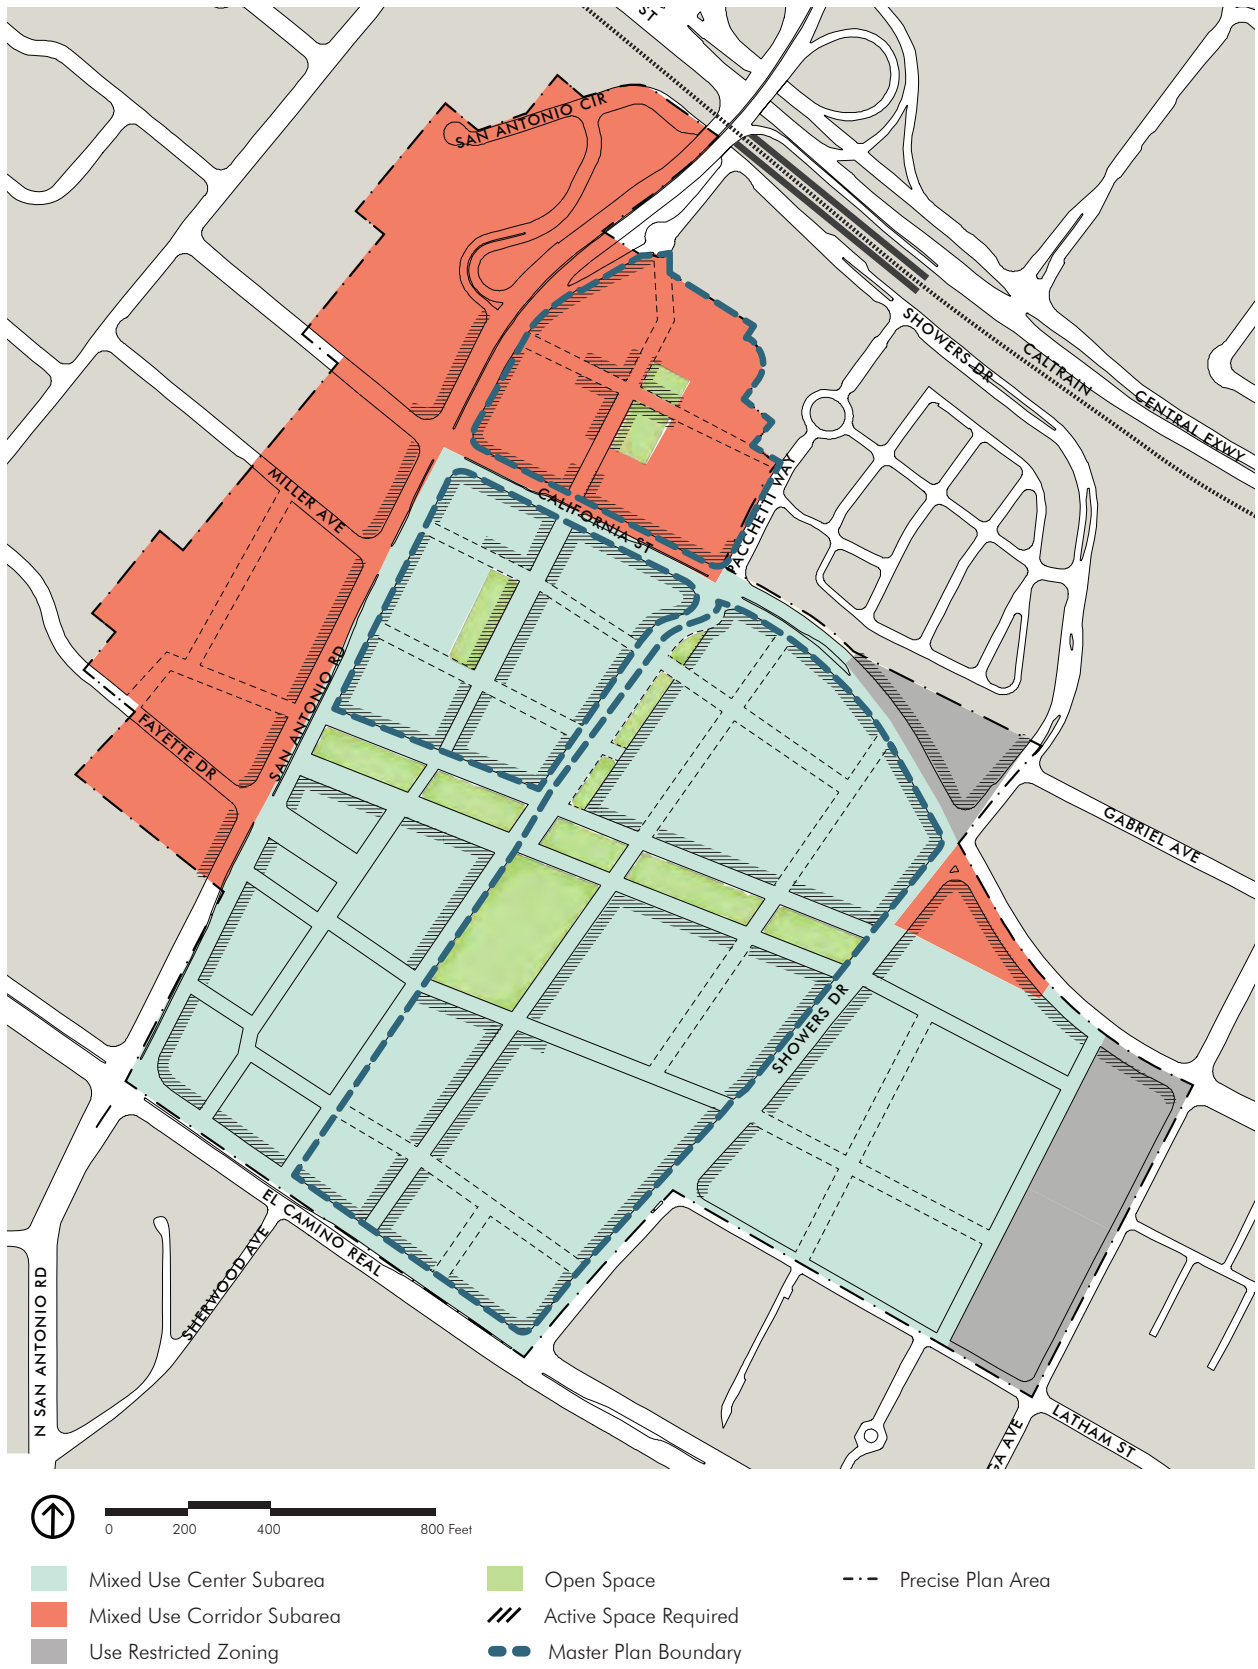 ST
SAN ANTONIO CIR
SHOWERS DR
CALTRAIN
CENTRAL EXWY
MILLER AVE
CALIFORNIA ST
PACCHETTI WAY
SAN ANTONIO RD
FAYETTE DR
GABRIEL AVE
SHOWERS DR
EL CAMINO REAL
SHERWOOD AVE
N SAN ANTONIO RD
LATHAM ST
GA AVE
0 200 400 800 Feet
Mixed Use Center Subarea
Mixed Use Corridor Subarea
Use Restricted Zoning
Open Space
Active Space Required
Master Plan Boundary
Precise Plan Area